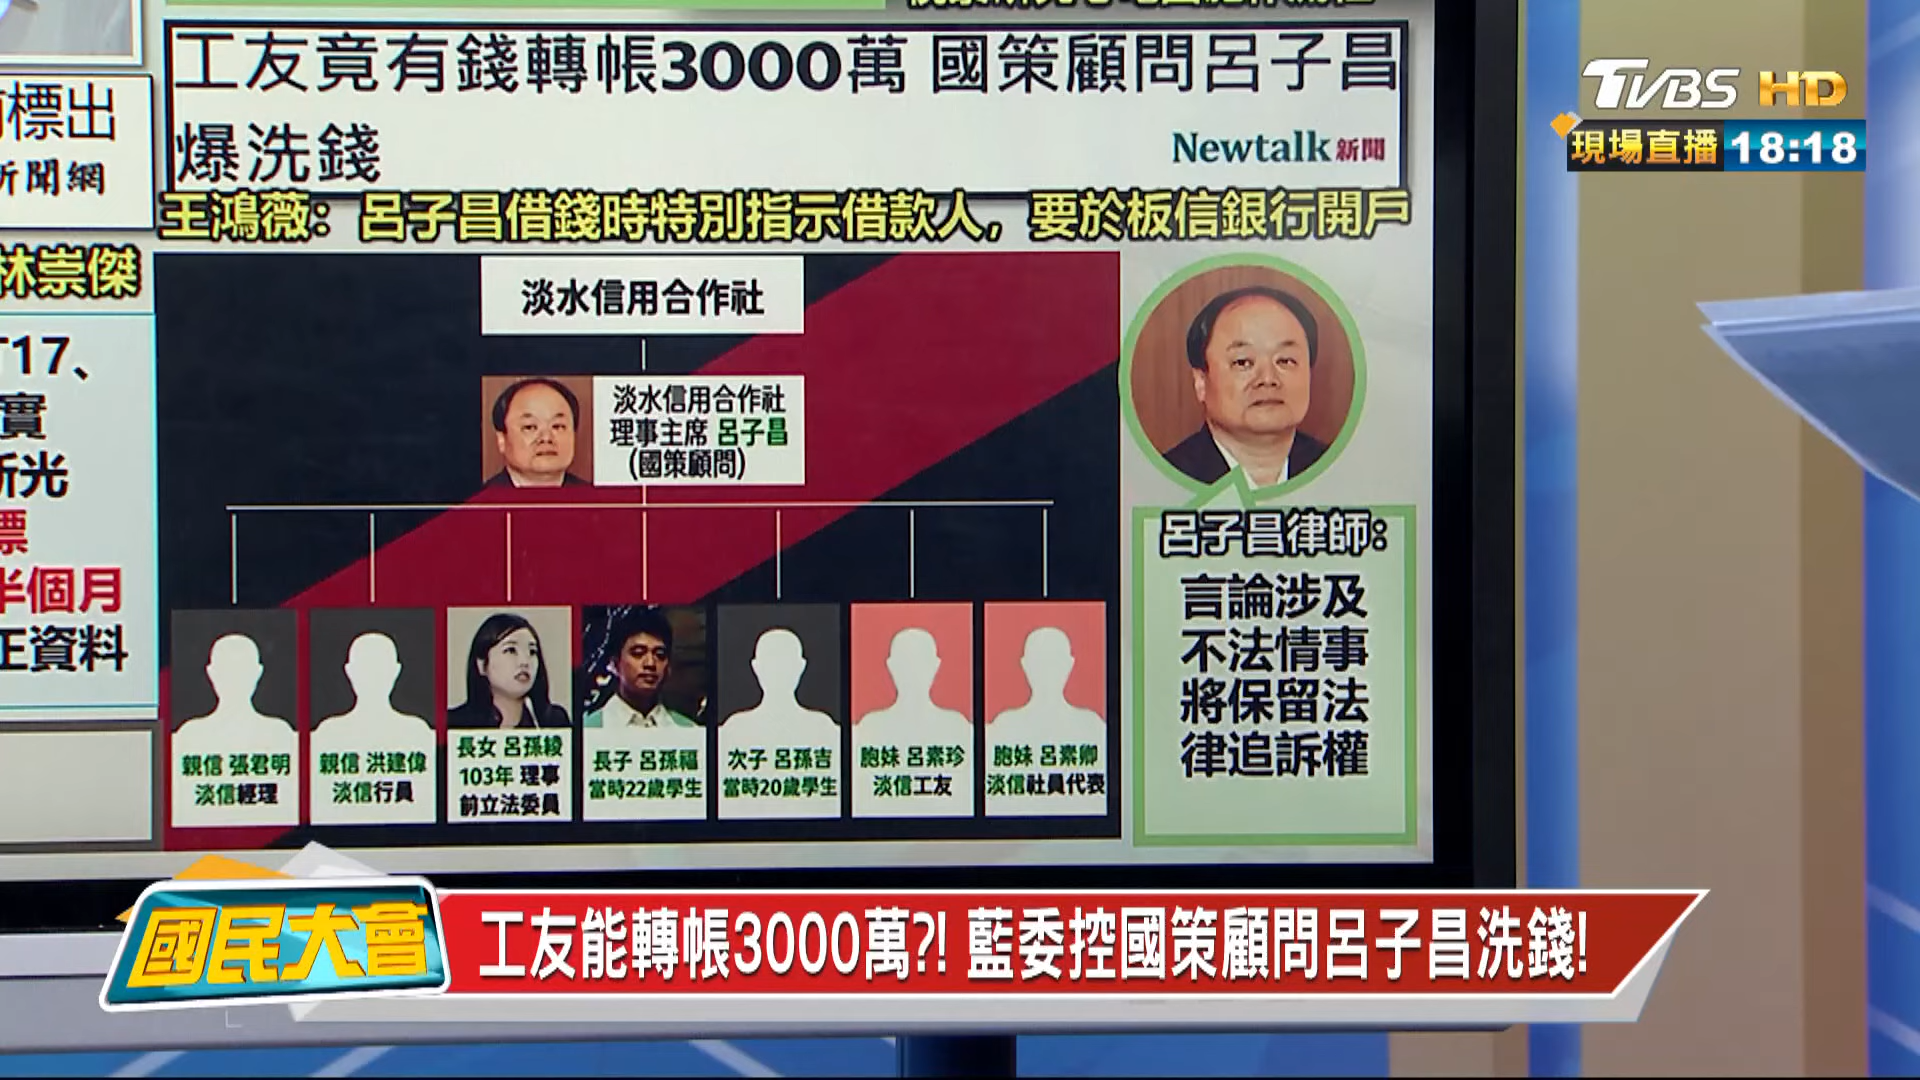 TVBS HD
現場直播 18:18
工友竟有錢轉帳3000萬 國策顧問呂子昌
爆洗錢
Newtalk新聞
標出
新聞網
王鴻薇：呂子昌借錢時特別指示借款人，要於板信銀行開戶
林崇傑
17、
實
新光
票
半個月
正資料
淡水信用合作社
淡水信用合作社
理事主席 呂子昌
(國策顧問)
親信 張君明
淡信經理
親信 洪建偉
淡信行員
長女 呂孫綾
103年 理事
前立法委員
長子 呂孫福
當時22歲學生
次子 呂孫吉
當時20歲學生
胞妹 呂素珍
淡信工友
胞妹 呂素卿
淡信社員代表
呂子昌律師：
言論涉及
不法情事
將保留法
律追訴權
國民大會
工友能轉帳3000萬?! 藍委控國策顧問呂子昌洗錢!